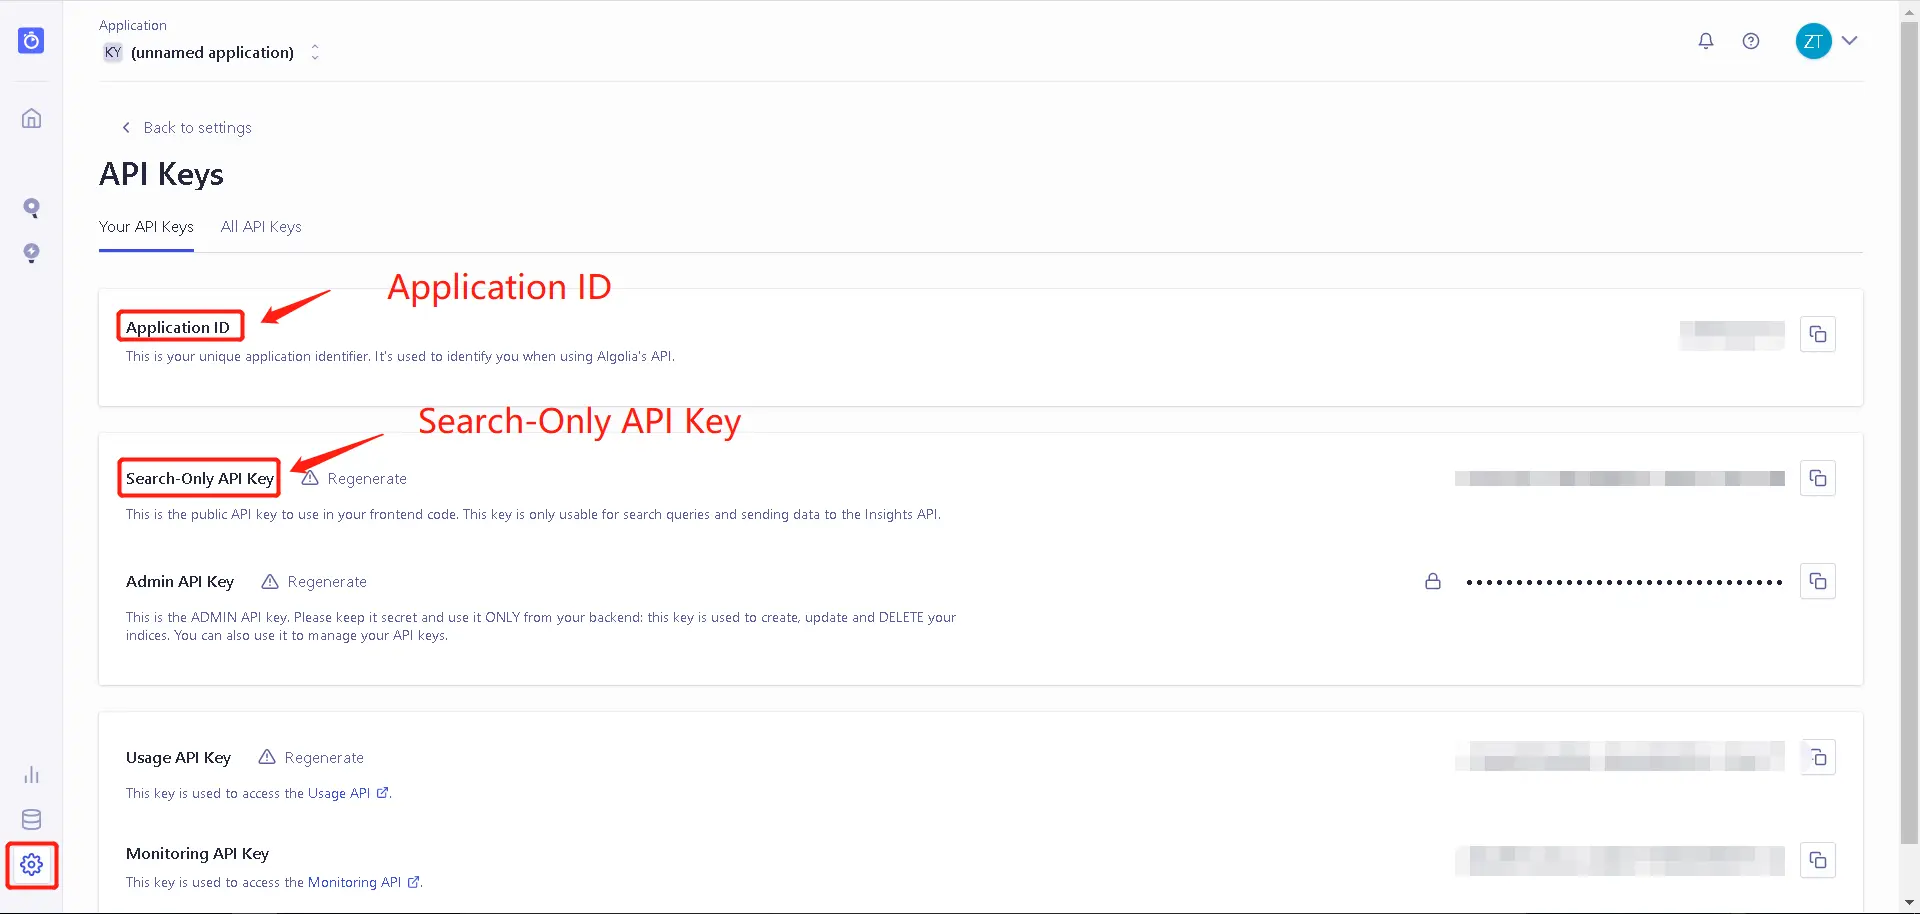 Application
KY (unnamed application)
ZT
Back to settings
API Keys
Your API Keys All API Keys
Application ID
Application ID
This is your unique application identifier. It's used to identify you when using Algolia's API.
Search-Only API Key
Search-Only API Key Regenerate
This is the public API key to use in your frontend code. This key is only usable for search queries and sending data to the Insights API.
Admin API Key Regenerate
This is the ADMIN API key. Please keep it secret and use it ONLY from your backend: this key is used to create, update and DELETE your
indices. You can also use it to manage your API keys.
Usage API Key Regenerate
This key is used to access the Usage API.
Monitoring API Key
This key is used to access the Monitoring API.